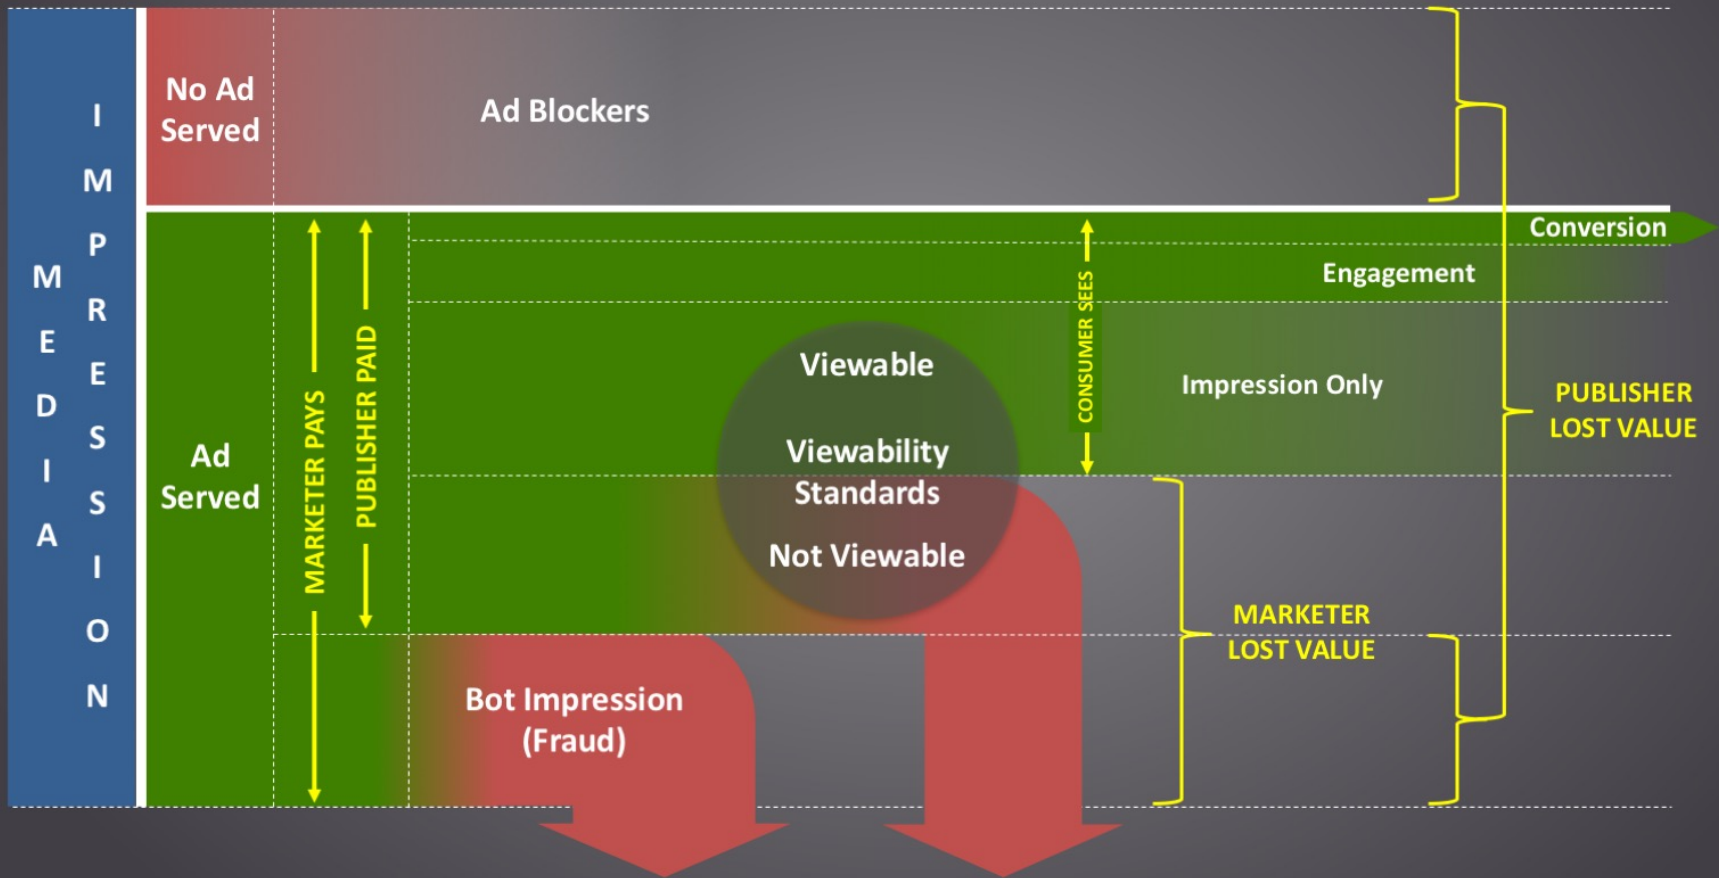 MEDIA
IMPRESSION
No Ad
Served
Ad Blockers
Conversion
Engagement
CONSUMER SEES
Viewable
Impression Only
MARKETER PAYS
PUBLISHER PAID
PUBLISHER
LOST VALUE
Ad
Served
Viewability
Standards
Not Viewable
MARKETER
LOST VALUE
Bot Impression
(Fraud)